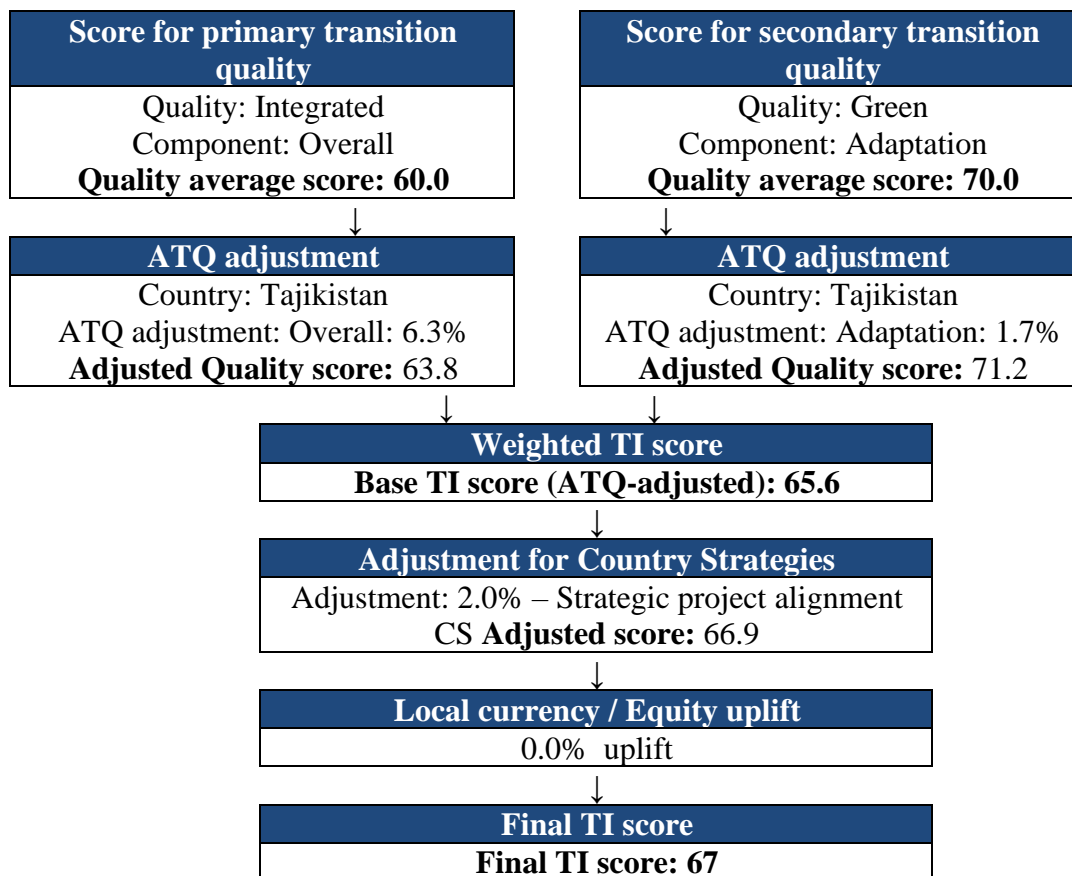 Score for primary transition
quality
Quality: Integrated
Component: Overall
Quality average score: 60.0
Score for secondary transition
quality
Quality: Green
Component: Adaptation
Quality average score: 70.0
↓
↓
ATQ adjustment
Country: Tajikistan
ATQ adjustment: Overall: 6.3%
Adjusted Quality score: 63.8
ATQ adjustment
Country: Tajikistan
ATQ adjustment: Adaptation: 1.7%
Adjusted Quality score: 71.2
↓
↓
Weighted TI score
Base TI score (ATQ-adjusted): 65.6
↓
Adjustment for Country Strategies
Adjustment: 2.0% – Strategic project alignment
CS Adjusted score: 66.9
↓
Local currency / Equity uplift
0.0% uplift
↓
Final TI score
Final TI score: 67